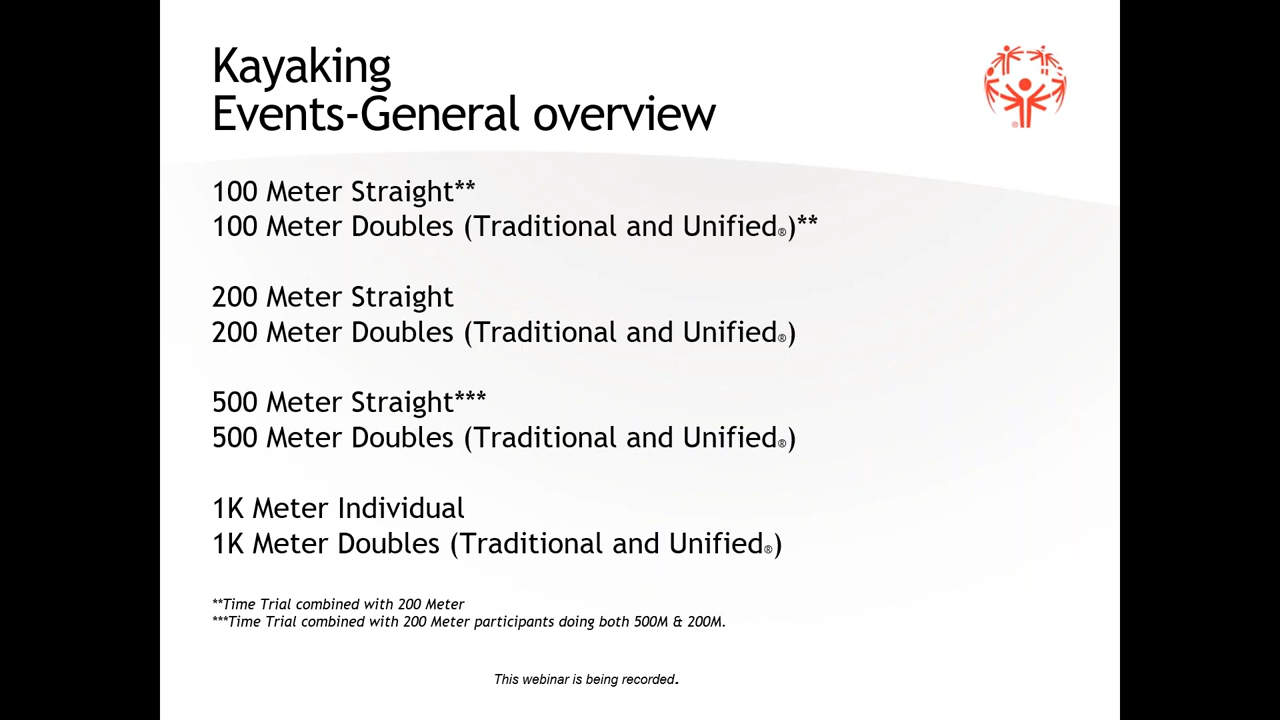 Kayaking
Events-General overview
100 Meter Straight**
100 Meter Doubles (Traditional and Unified®)**
200 Meter Straight
200 Meter Doubles (Traditional and Unified®)
500 Meter Straight***
500 Meter Doubles (Traditional and Unified®)
1K Meter Individual
1K Meter Doubles (Traditional and Unified®)
**Time Trial combined with 200 Meter
***Time Trial combined with 200 Meter participants doing both 500M & 200M.
This webinar is being recorded.